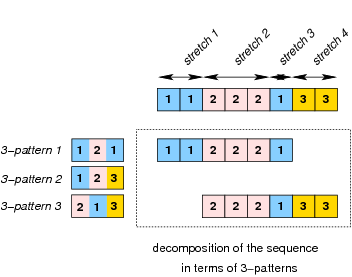 stretch 1 stretch 2 stretch 3 stretch 4
1 1 2 2 2 1 3 3
3-pattern 1 1 2 1 1 1 2 2 2 1
3-pattern 2 1 2 3
3-pattern 3 2 1 3 2 2 2 1 3 3
decomposition of the sequence
in terms of 3-patterns